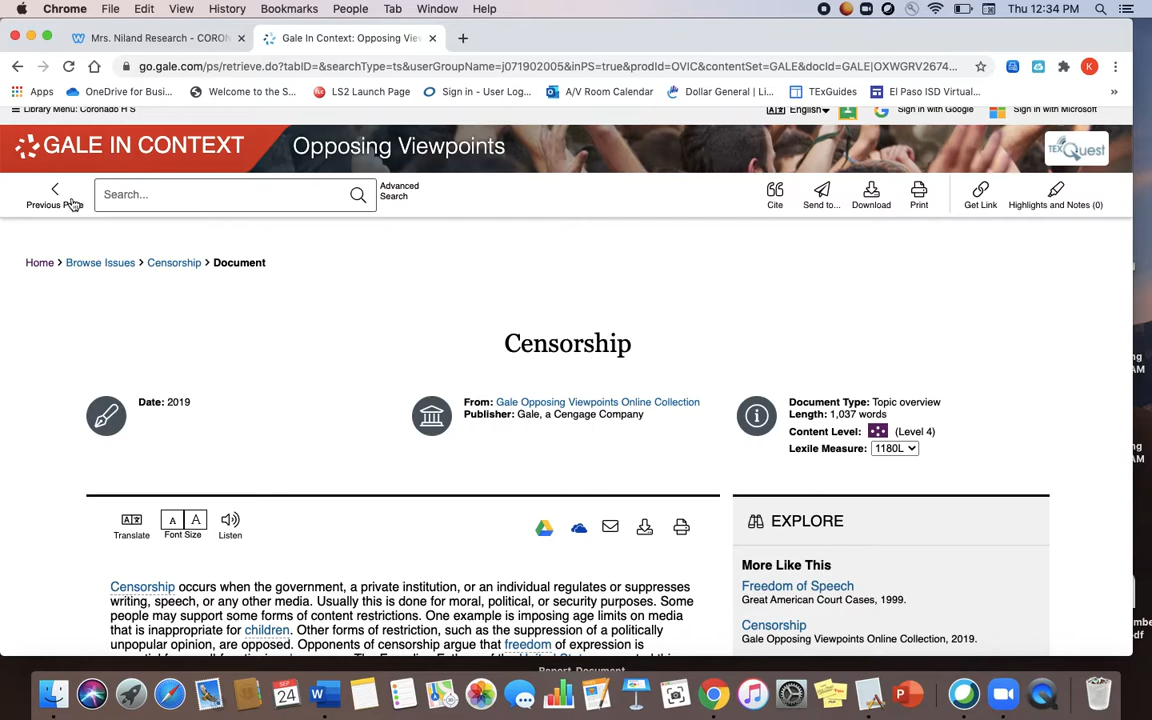 Chrome File Edit View History Bookmarks People Tab Window Help Thu 12:34 PM
Mrs. Niland Research - CORON × Gale In Context: Opposing View × +
go.gale.com/ps/retrieve.do?tabID=&searchType=ts&userGroupName=j071902005&inPS=true&prodId=OVIC&contentSet=GALE&docId=GALE|OXWGRV2674... K
Apps OneDrive for Busi... Welcome to the S... LS2 Launch Page Sign in - User Log... A/V Room Calendar Dollar General | Li... TExGuides El Paso ISD Virtual... »
Library Menu: Coronado H S English Sign in with Google Sign in with Microsoft
GALE IN CONTEXT Opposing Viewpoints TEXQuest
Previous Page Search... Advanced Search Cite Send to... Download Print Get Link Highlights and Notes (0)
Home > Browse Issues > Censorship > Document
Censorship
Date: 2019
From: Gale Opposing Viewpoints Online Collection
Publisher: Gale, a Cengage Company
Document Type: Topic overview
Length: 1,037 words
Content Level: (Level 4)
Lexile Measure: 1180L
Translate A A Font Size Listen
Censorship occurs when the government, a private institution, or an individual regulates or suppresses
writing, speech, or any other media. Usually this is done for moral, political, or security purposes. Some
people may support some forms of content restrictions. One example is imposing age limits on media
that is inappropriate for children. Other forms of restriction, such as the suppression of a politically
unpopular opinion, are opposed. Opponents of censorship argue that freedom of expression is
EXPLORE
More Like This
Freedom of Speech
Great American Court Cases, 1999.
Censorship
Gale Opposing Viewpoints Online Collection, 2019.
SEP
24